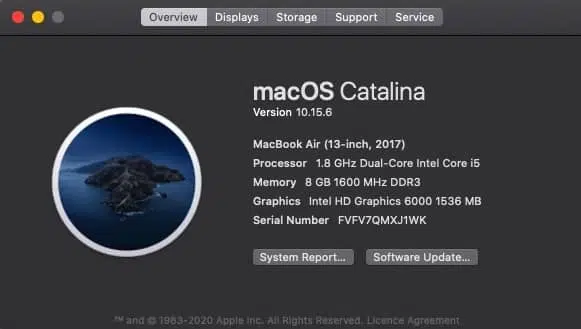 Overview Displays Storage Support Service
macOS Catalina
Version 10.15.6
MacBook Air (13-inch, 2017)
Processor 1.8 GHz Dual-Core Intel Core i5
Memory 8 GB 1600 MHz DDR3
Graphics Intel HD Graphics 6000 1536 MB
Serial Number FVFV7QMXJ1WK
System Report... Software Update...
™ and © 1983-2020 Apple Inc. All Rights Reserved. Licence Agreement